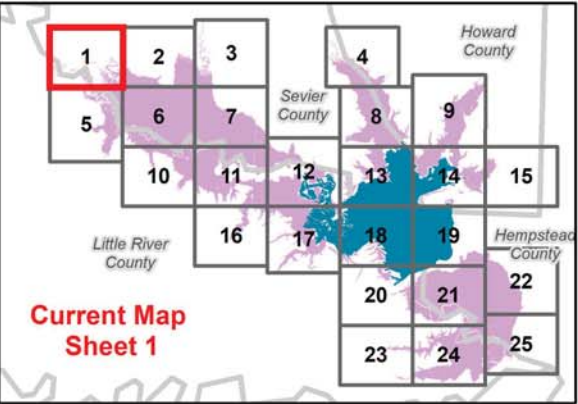 Howard
County
1
2
3
4
5
6
7
Sevier
County
8
9
10
11
12
13
14
15
16
17
18
19
Little River
County
Hempstead
County
20
21
22
23
24
25
Current Map
Sheet 1